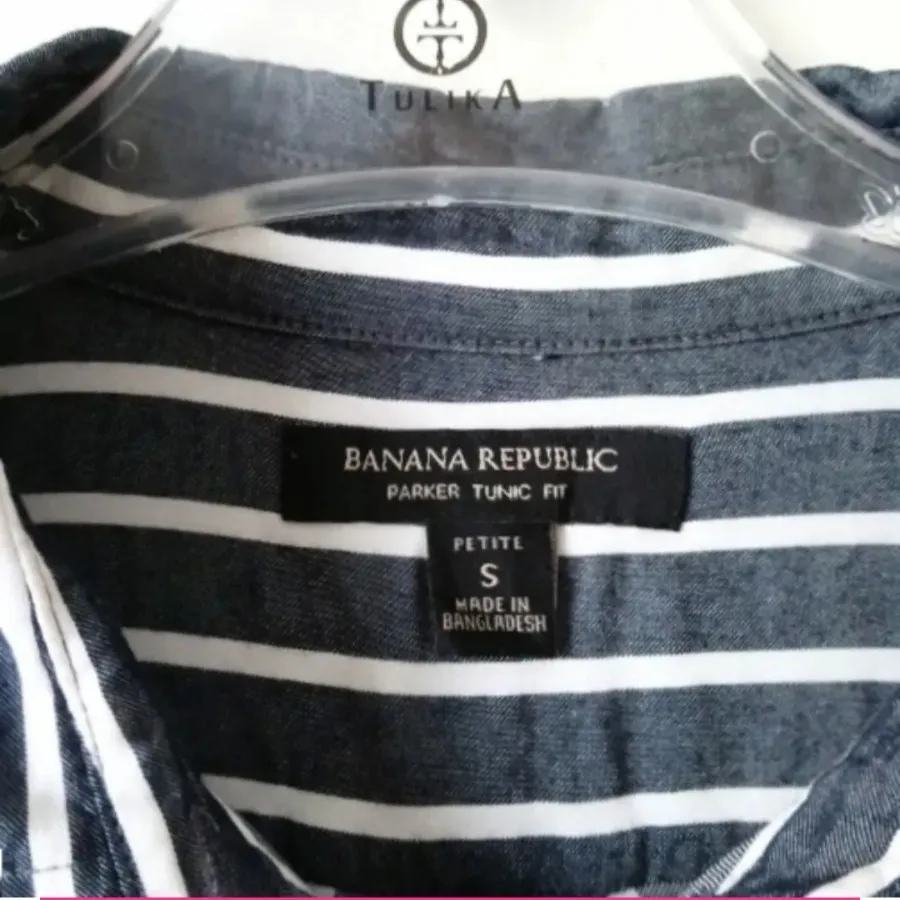 TULIKA
BANANA REPUBLIC
PARKER TUNIC FIT
PETITE
S
MADE IN
BANGLADESH